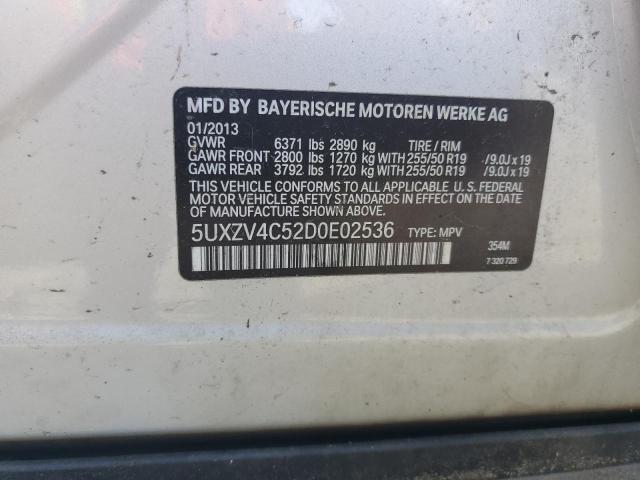 MFD BY BAYERISCHE MOTOREN WERKE AG
01/2013
GVWR 6371 lbs 2890 kg TIRE / RIM
GAWR FRONT 2800 lbs 1270 kg WITH 255/50 R19 /9.0J x 19
GAWR REAR 3792 lbs 1720 kg WITH 255/50 R19 /9.0J x 19
THIS VEHICLE CONFORMS TO ALL APPLICABLE U. S. FEDERAL
MOTOR VEHICLE SAFETY STANDARDS IN EFFECT ON THE
DATE OF MANUFACTURE SHOWN ABOVE.
5UXZV4C52D0E02536 TYPE: MPV
354M
7 320 729